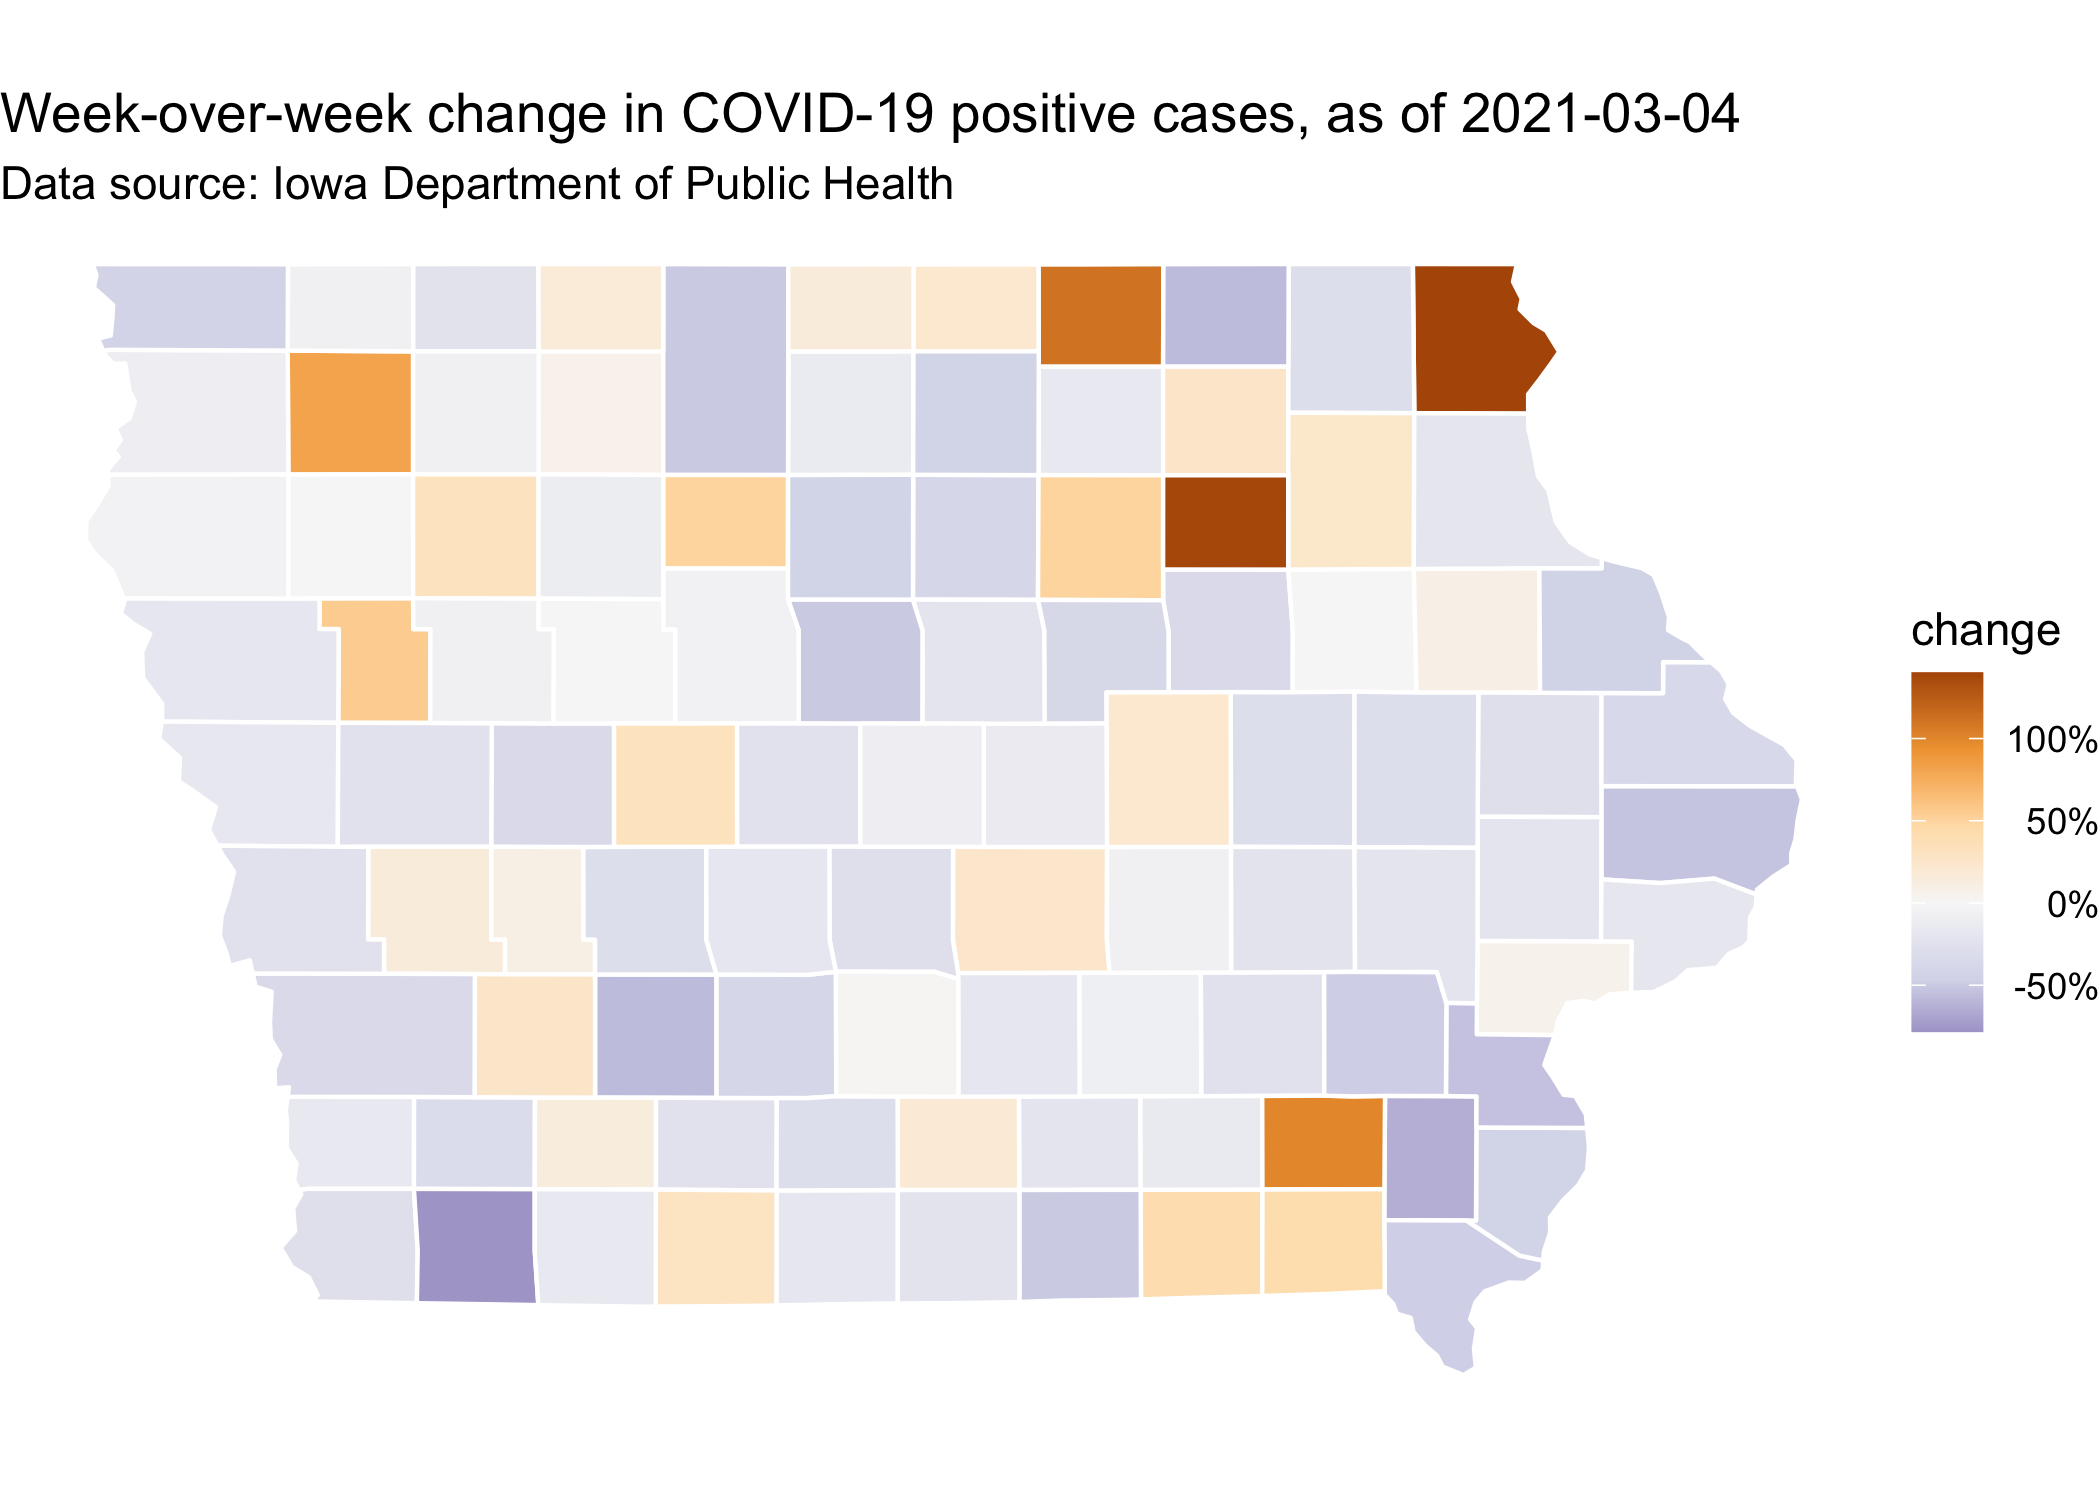 Week-over-week change in COVID-19 positive cases, as of 2021-03-04
Data source: Iowa Department of Public Health
change
100%
50%
0%
-50%